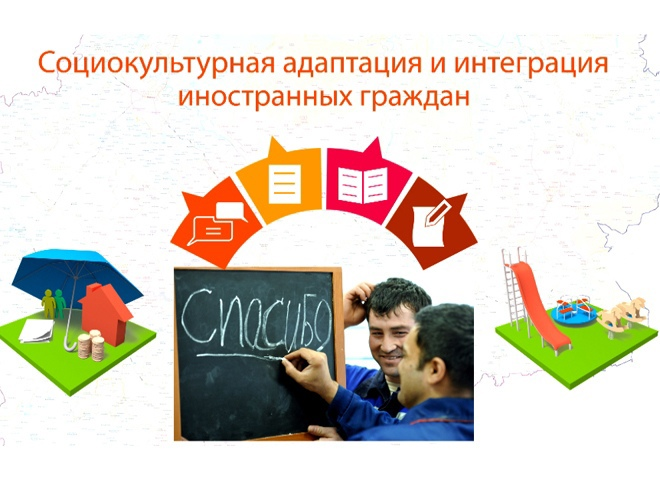 Социокультурная адаптация и интеграция
иностранных граждан
Спасибо